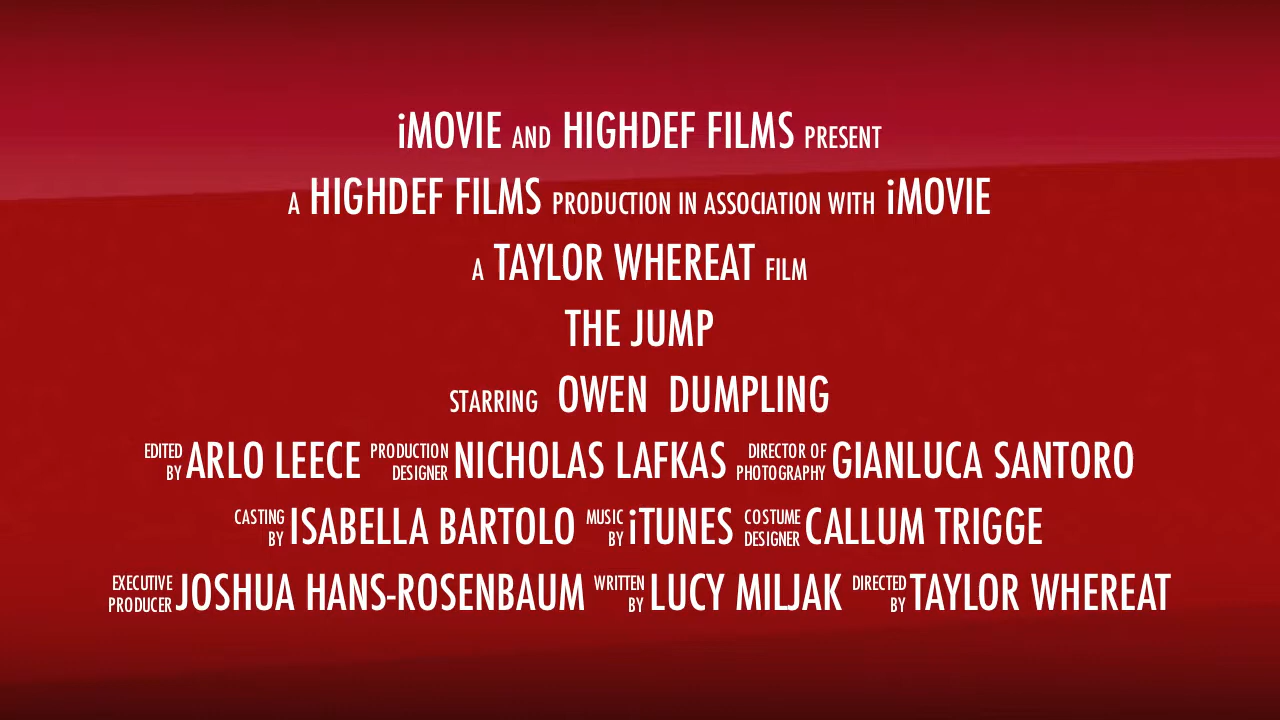 iMOVIE AND HIGHDEF FILMS PRESENT
A HIGHDEF FILMS PRODUCTION IN ASSOCIATION WITH iMOVIE
A TAYLOR WHEREAT FILM
THE JUMP
STARRING OWEN DUMPLING
EDITED BY ARLO LEECE PRODUCTION DESIGNER NICHOLAS LAFKAS DIRECTOR OF PHOTOGRAPHY GIANLUCA SANTORO
CASTING BY ISABELLA BARTOLO MUSIC BY iTUNES COSTUME DESIGNER CALLUM TRIGGE
EXECUTIVE PRODUCER JOSHUA HANS-ROSENBAUM WRITTEN BY LUCY MILJAK DIRECTED BY TAYLOR WHEREAT